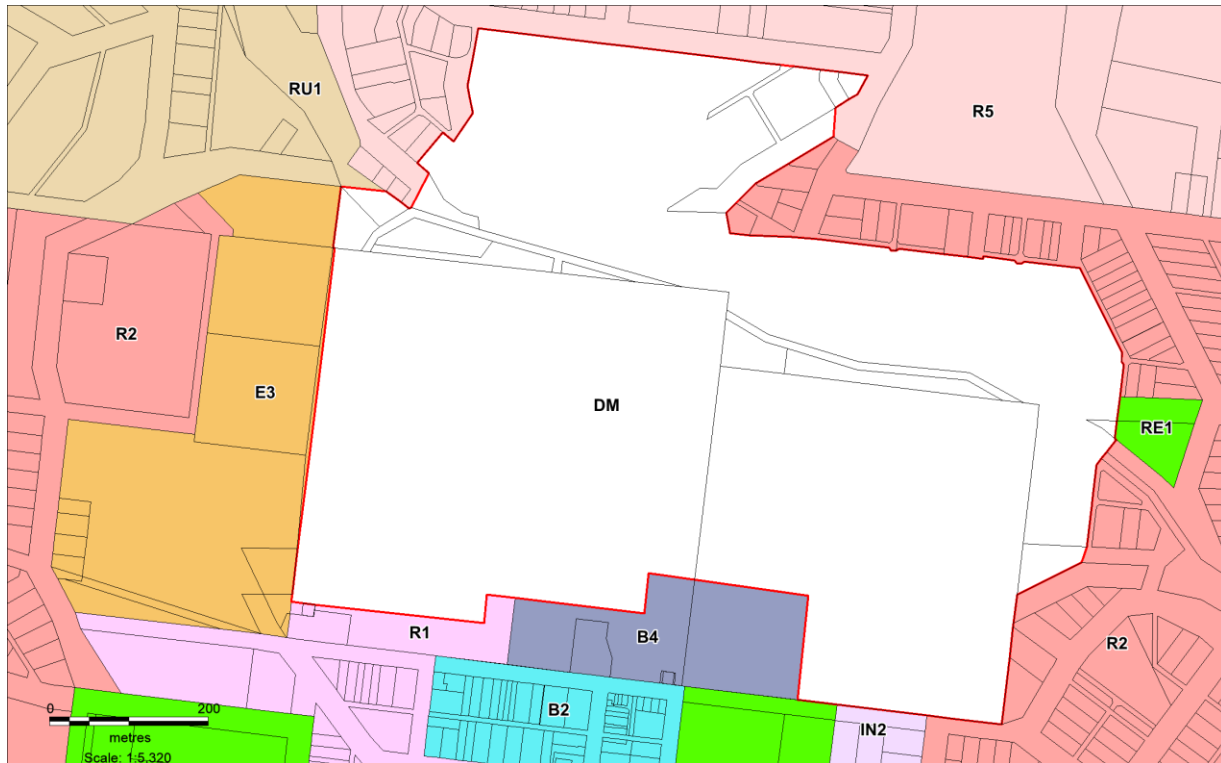 RU1
R5
R2
E3
DM
RE1
R1
B4
R2
B2
IN2
0 200
metres
Scale: 1:5,320